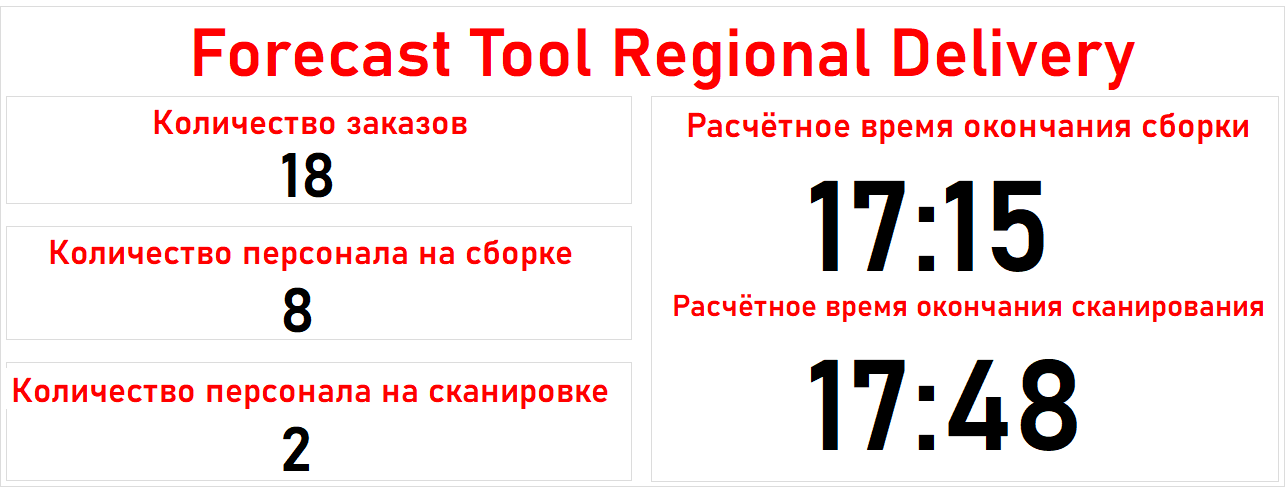 Forecast Tool Regional Delivery
Количество заказов
18
Количество персонала на сборке
8
Количество персонала на сканировке
2
Расчётное время окончания сборки
17:15
Расчётное время окончания сканирования
17:48